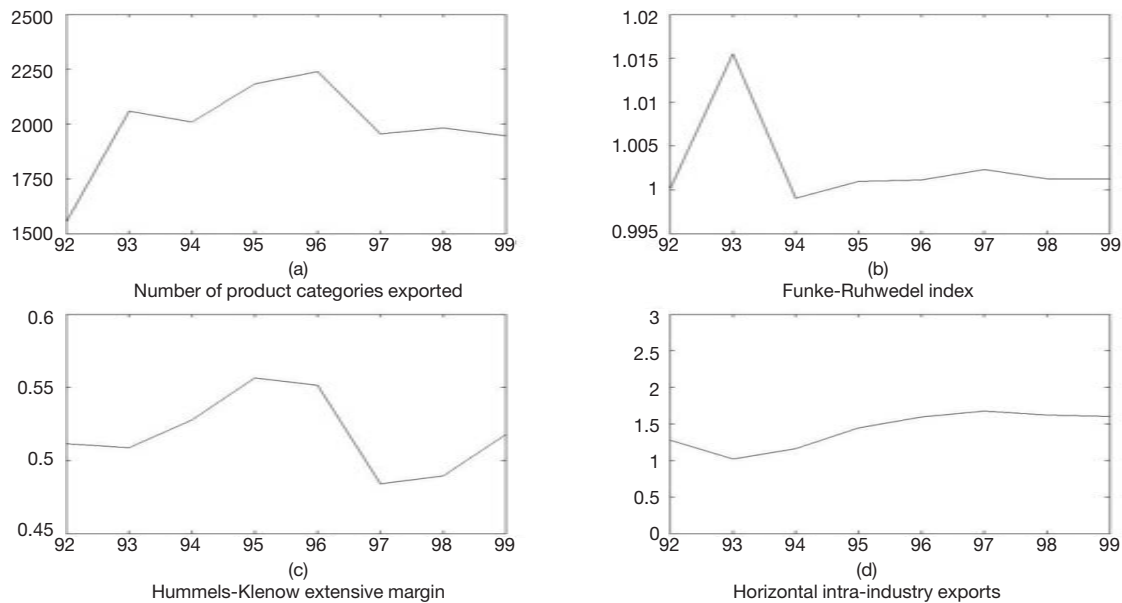 2500
2250
2000
1750
1500
92 93 94 95 96 97 98 99
(a)
Number of product categories exported
1.02
1.015
1.01
1.005
1
0.995
92 93 94 95 96 97 98 99
(b)
Funke-Ruhwedel index
0.6
0.55
0.5
0.45
92 93 94 95 96 97 98 99
(c)
Hummels-Klenow extensive margin
3
2.5
2
1.5
1
0.5
0
92 93 94 95 96 97 98 99
(d)
Horizontal intra-industry exports